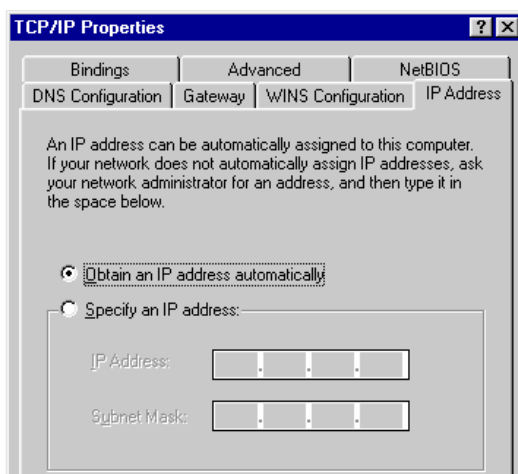 TCP/IP Properties
Bindings Advanced NetBIOS
DNS Configuration Gateway WINS Configuration IP Address
An IP address can be automatically assigned to this computer.
If your network does not automatically assign IP addresses, ask
your network administrator for an address, and then type it in
the space below.
Obtain an IP address automatically
Specify an IP address:
IP Address:
. . .
Subnet Mask:
. . .